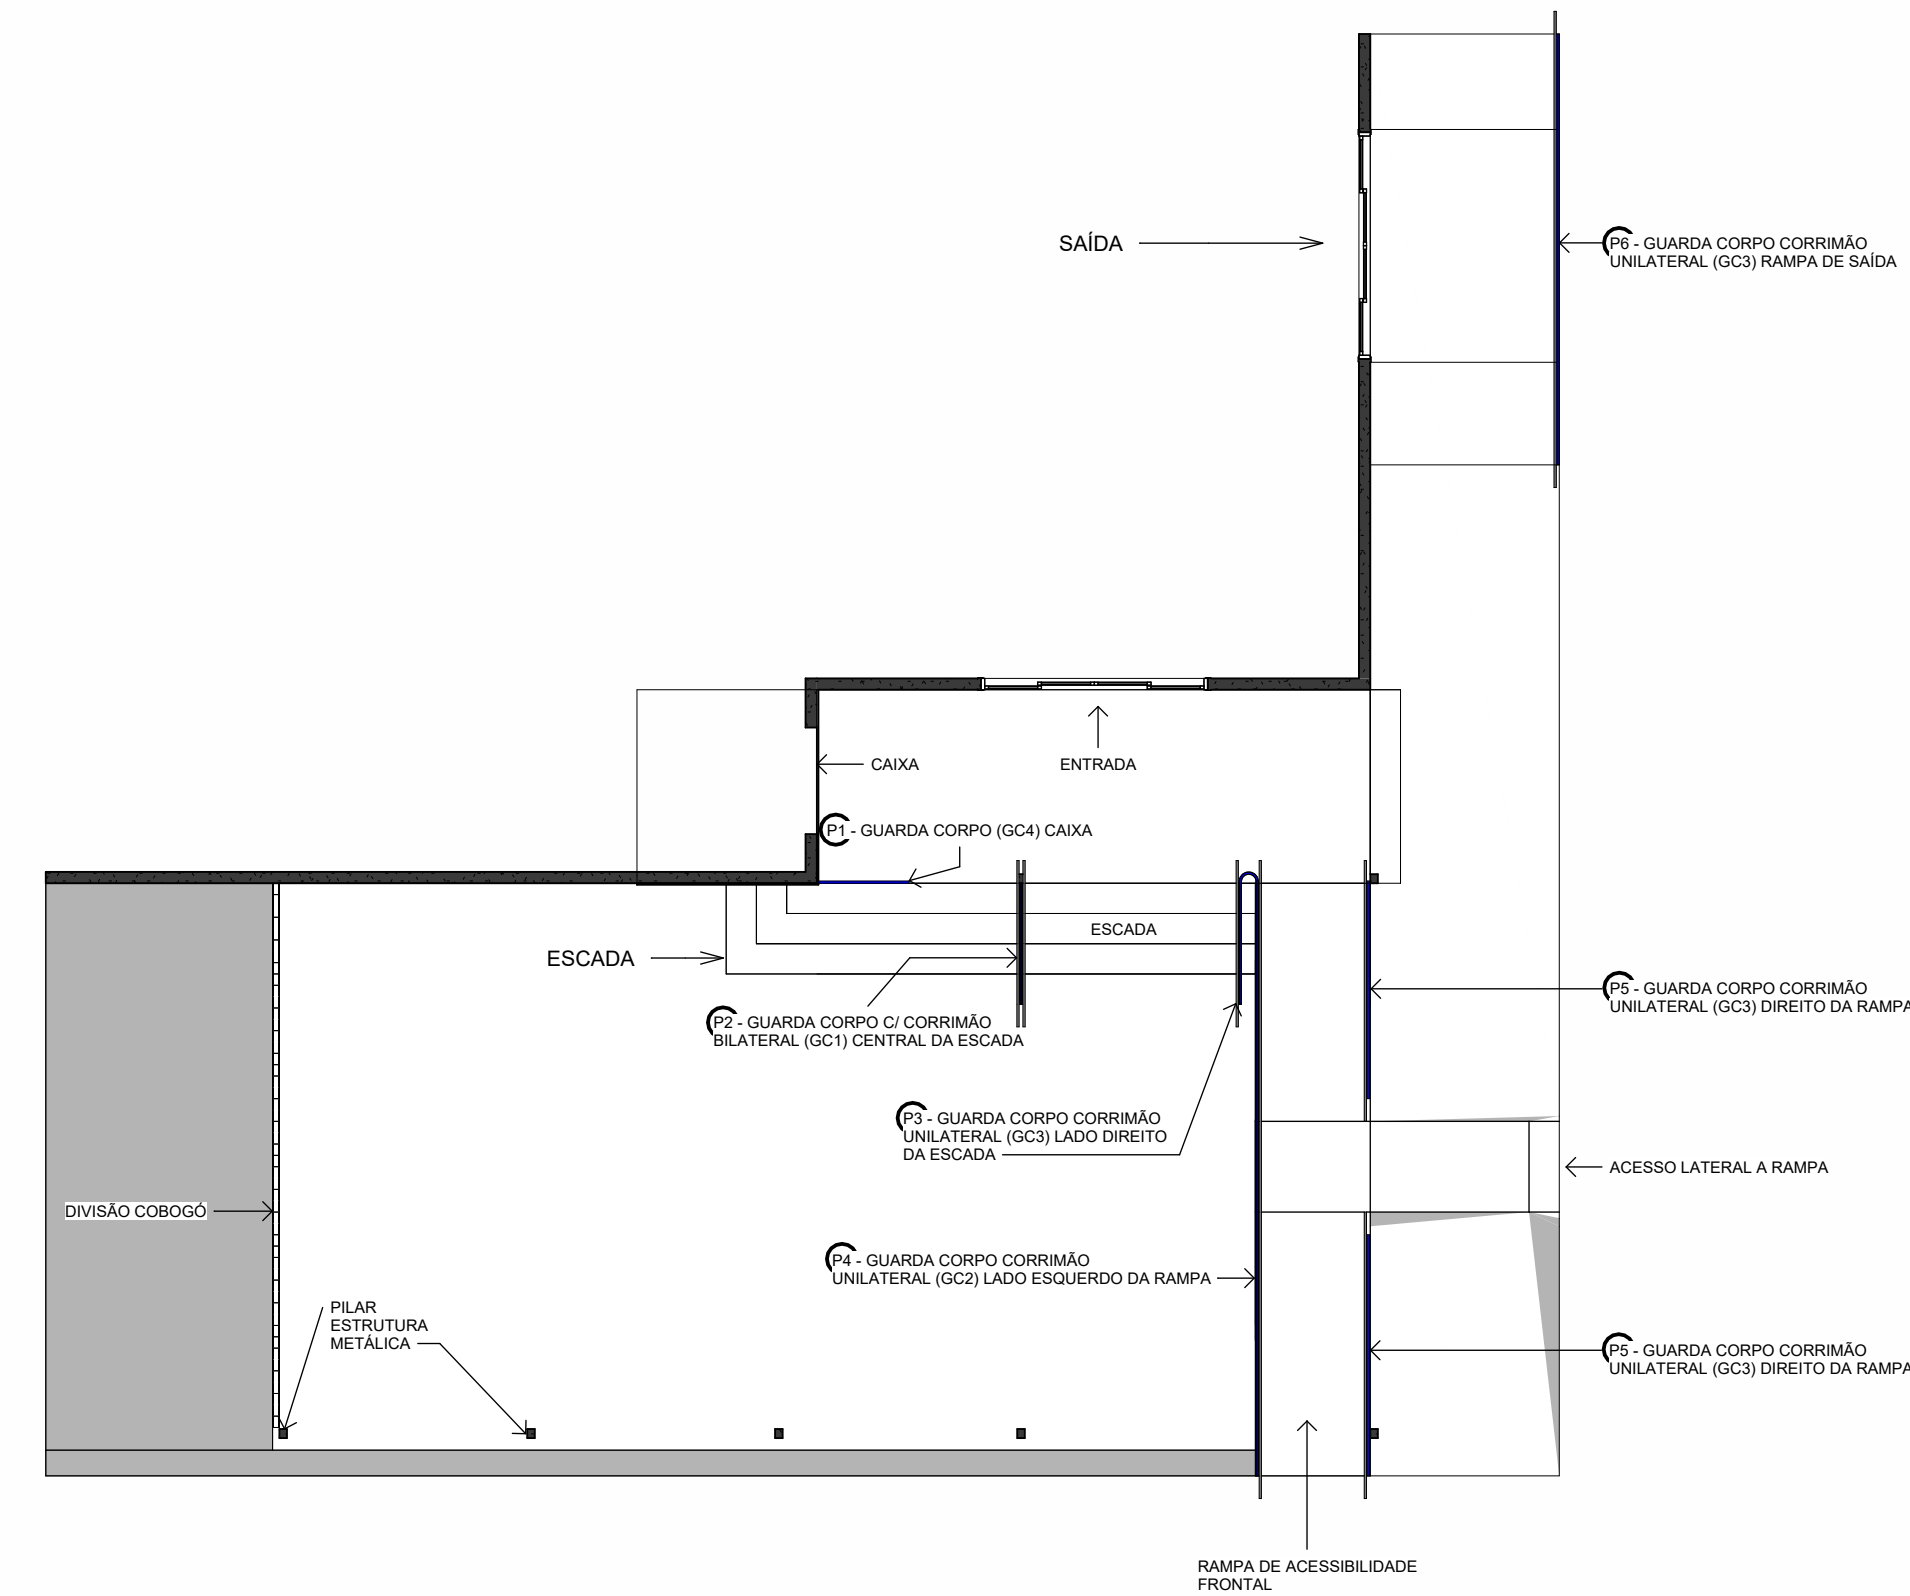 SAÍDA
P6 - GUARDA CORPO CORRIMÃO
UNILATERAL (GC3) RAMPA DE SAÍDA
CAIXA
ENTRADA
P1 - GUARDA CORPO (GC4) CAIXA
ESCADA
ESCADA
P2 - GUARDA CORPO C/ CORRIMÃO
BILATERAL (GC1) CENTRAL DA ESCADA
P5 - GUARDA CORPO CORRIMÃO
UNILATERAL (GC3) DIREITO DA RAMPA
P3 - GUARDA CORPO CORRIMÃO
UNILATERAL (GC3) LADO DIREITO
DA ESCADA
ACESSO LATERAL A RAMPA
DIVISÃO COBOGÓ
P4 - GUARDA CORPO CORRIMÃO
UNILATERAL (GC2) LADO ESQUERDO DA RAMPA
PILAR
ESTRUTURA
METÁLICA
P5 - GUARDA CORPO CORRIMÃO
UNILATERAL (GC3) DIREITO DA RAMPA
RAMPA DE ACESSIBILIDADE
FRONTAL